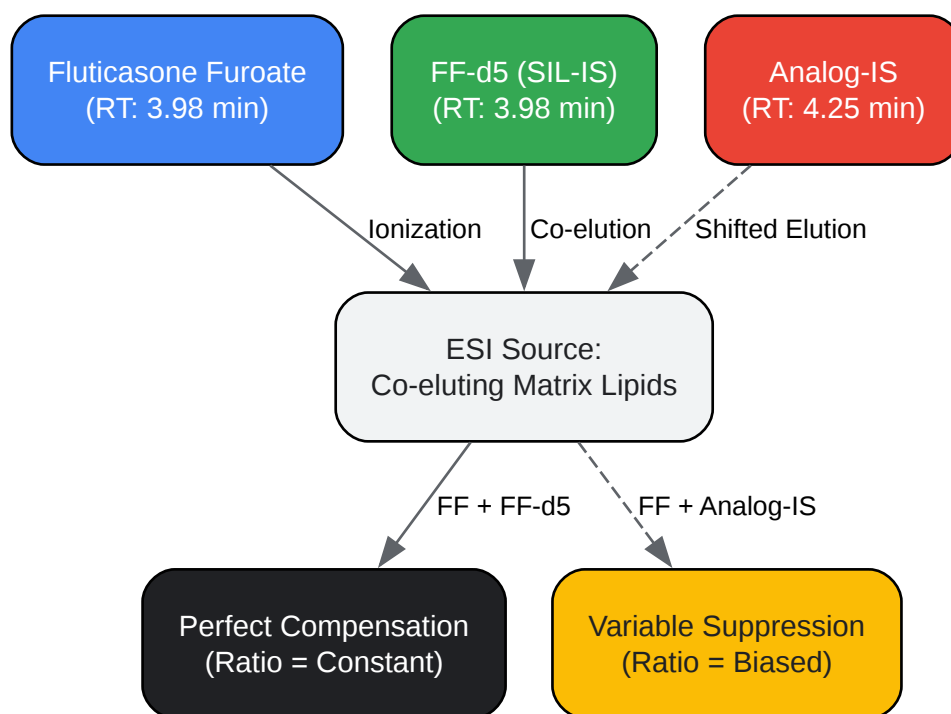 Fluticasone Furoate
(RT: 3.98 min)
FF-d5 (SIL-IS)
(RT: 3.98 min)
Analog-IS
(RT: 4.25 min)
Ionization
Co-elution
Shifted Elution
ESI Source:
Co-eluting Matrix Lipids
FF + FF-d5
FF + Analog-IS
Perfect Compensation
(Ratio = Constant)
Variable Suppression
(Ratio = Biased)